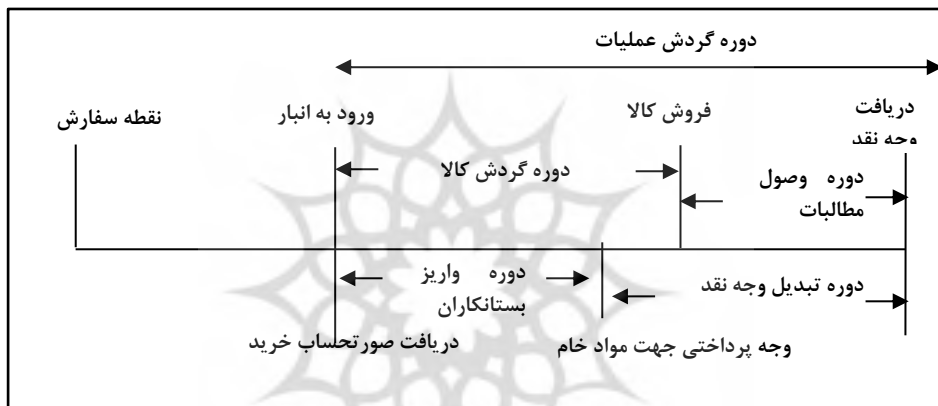 دوره گردش عملیات
نقطه سفارش
ورود به انبار
فروش کالا
دریافت
وجه نقد
دوره گردش کالا
دوره وصول
مطالبات
دوره واریز
بستانکاران
دوره تبدیل وجه نقد
دریافت صورتحساب خرید
وجه پرداختی جهت مواد خام